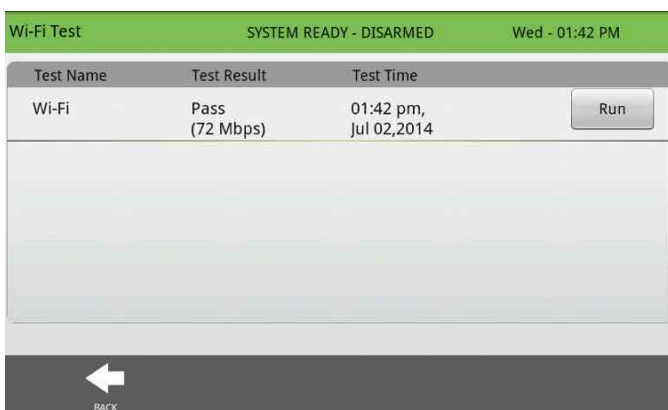 Wi-Fi Test SYSTEM READY - DISARMED Wed - 01:42 PM
Test Name Test Result Test Time
Wi-Fi Pass 01:42 pm, Run
(72 Mbps) Jul 02,2014
BACK